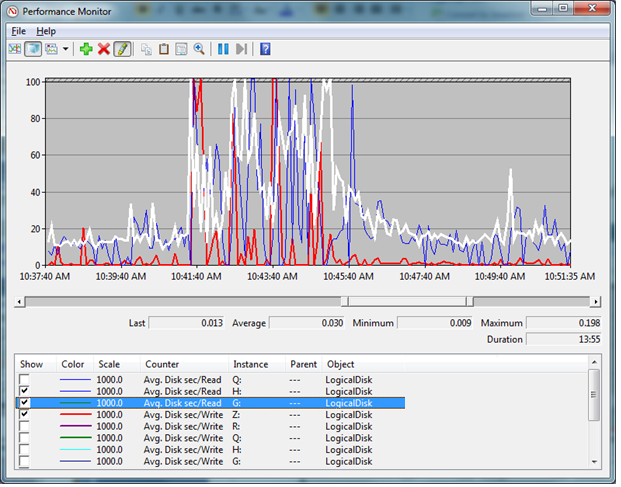 Performance Monitor
File Help
100
80
60
40
20
0
10:37:40 AM 10:39:40 AM 10:41:40 AM 10:43:40 AM 10:45:40 AM 10:47:40 AM 10:49:40 AM 10:51:35 AM
Last 0.013 Average 0.030 Minimum 0.009 Maximum 0.198
Duration 13:55
Show Color Scale Counter Instance Parent Object
1000.0 Avg. Disk sec/Read Q: --- LogicalDisk
1000.0 Avg. Disk sec/Read H: --- LogicalDisk
1000.0 Avg. Disk sec/Read G: --- LogicalDisk
1000.0 Avg. Disk sec/Write Z: --- LogicalDisk
1000.0 Avg. Disk sec/Write R: --- LogicalDisk
1000.0 Avg. Disk sec/Write Q: --- LogicalDisk
1000.0 Avg. Disk sec/Write H: --- LogicalDisk
1000.0 Avg. Disk sec/Write G: --- LogicalDisk